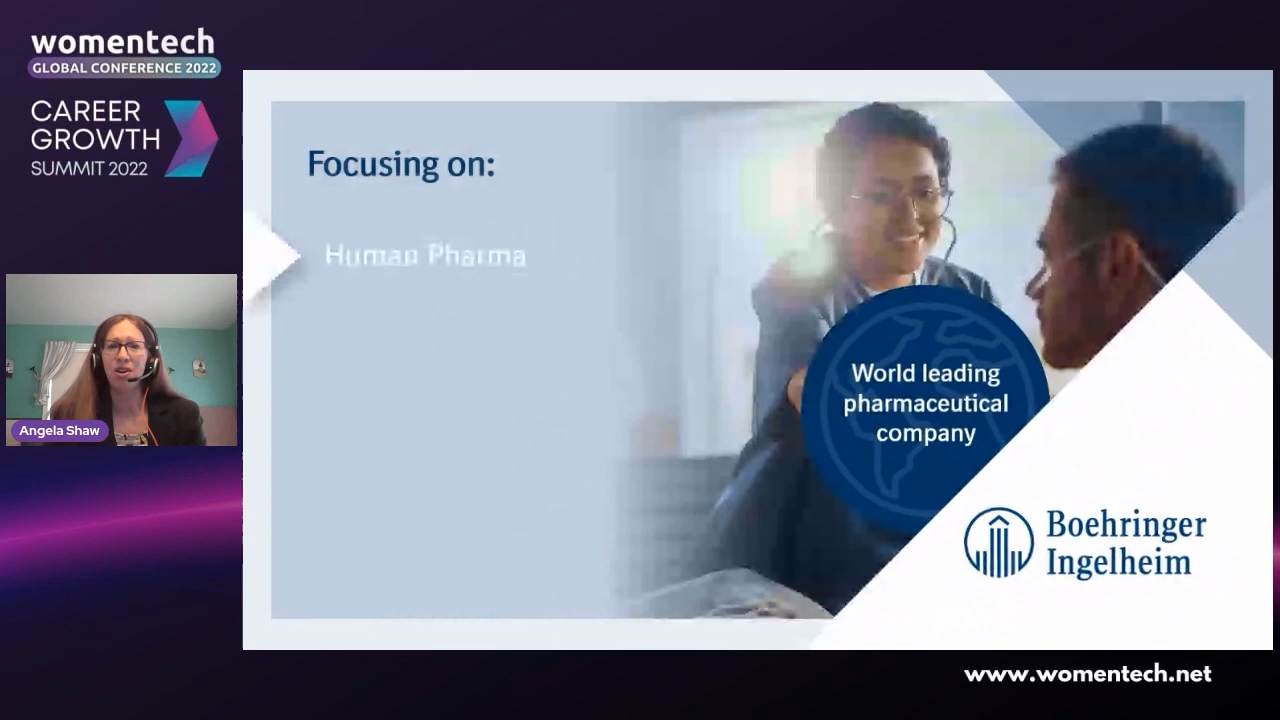 womentech
GLOBAL CONFERENCE 2022
CAREER
GROWTH
SUMMIT 2022
Angela Shaw
Focusing on:
Human Pharma
World leading
pharmaceutical
company
Boehringer
Ingelheim
www.womentech.net